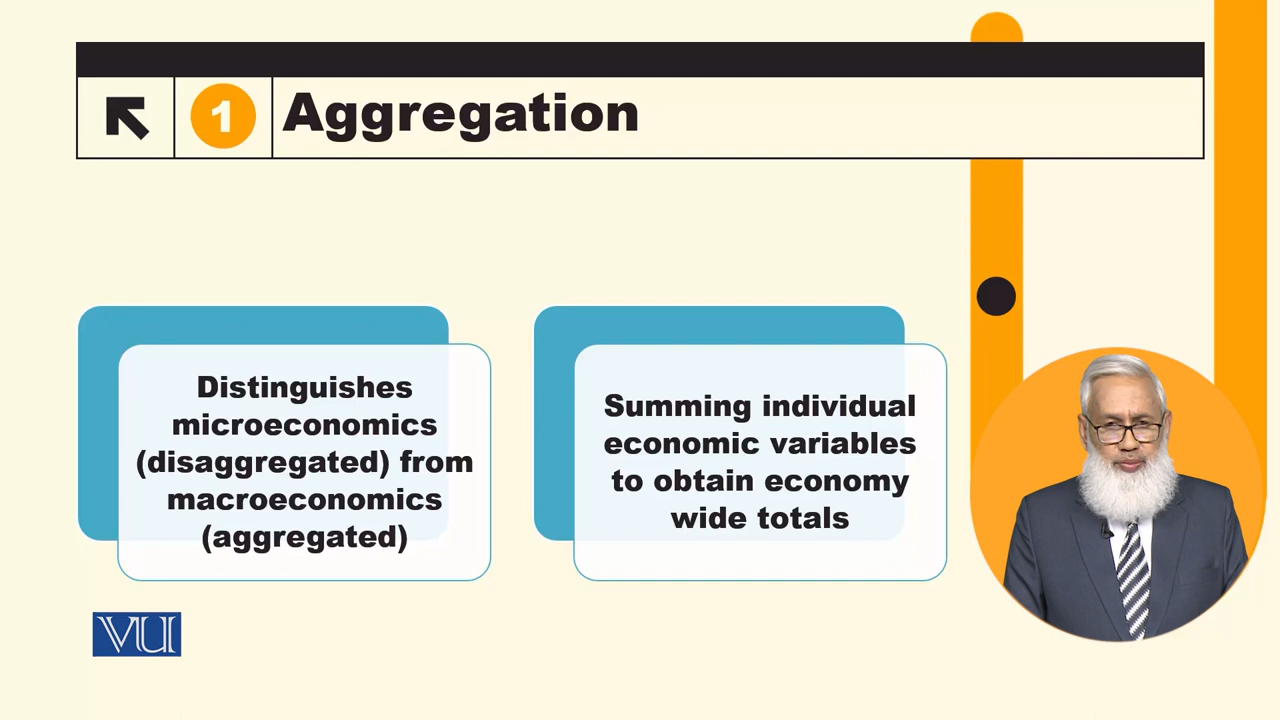 1
Aggregation
Distinguishes
microeconomics
(disaggregated) from
macroeconomics
(aggregated)
Summing individual
economic variables
to obtain economy
wide totals
VU